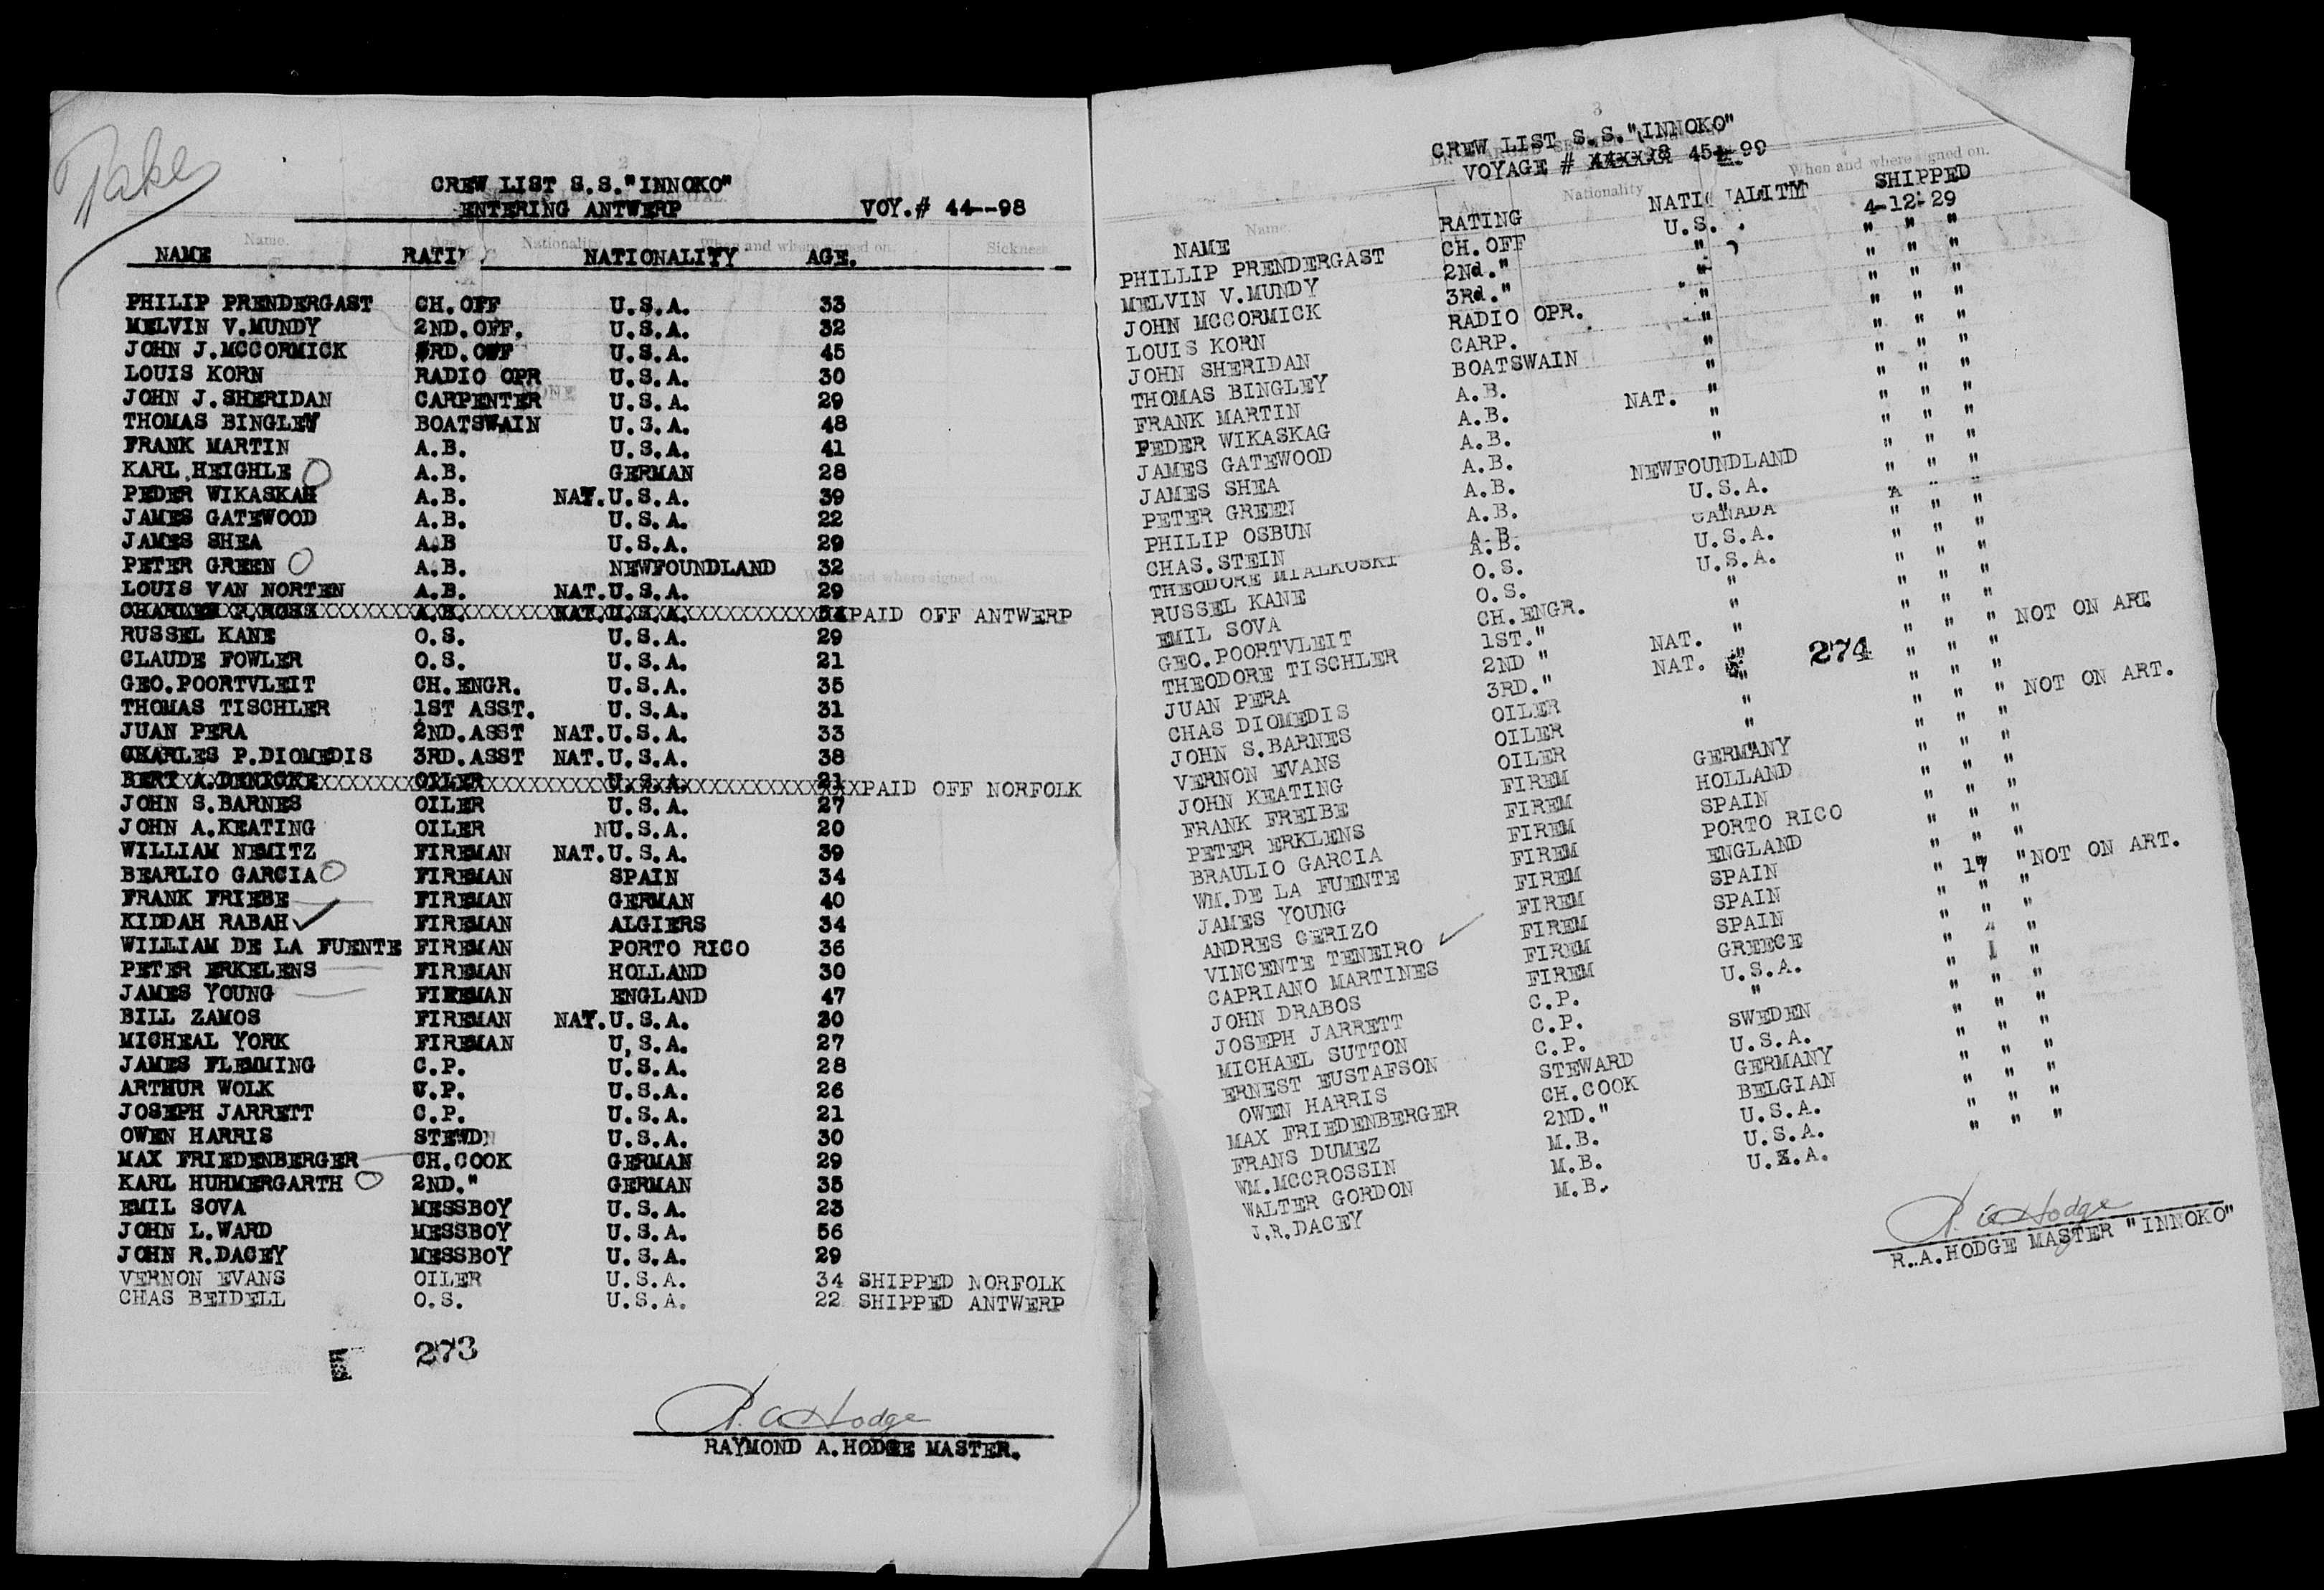 Take
CREW LIST S.S."INNOKO"
ENTERING ANTWERP VOY.# 44--98
NAME RATI NATIONALITY AGE.
PHILIP PRENDERGAST CH.OFF U.S.A. 33
MELVIN V.MUNDY 2ND.OFF. U.S.A. 32
JOHN J.MCCORMICK 3RD.OFF U.S.A. 45
LOUIS KORN RADIO OPR U.S.A. 30
JOHN J.SHERIDAN CARPENTER U.S.A. 29
THOMAS BINGLEY BOATSWAIN U.S.A. 48
FRANK MARTIN A.B. U.S.A. 41
KARL.HEIGHLE A.B. GERMAN 28
PEDER WIKASKAG A.B. NAT.U.S.A. 39
JAMES GATEWOOD A.B. U.S.A. 22
JAMES SHEA A.B U.S.A. 29
PETER GREEN A.B. NEWFOUNDLAND 32
LOUIS VAN NORTEN A.B. NAT.U.S.A. 29
A.B. NAT.U.S.A. PAID OFF ANTWERP
RUSSEL KANE O.S. U.S.A. 29
CLAUDE FOWLER O.S. U.S.A. 21
GEO.POORTVLEIT CH.ENGR. U.S.A. 35
THOMAS TISCHLER 1ST ASST. U.S.A. 31
JUAN PERA 2ND.ASST NAT.U.S.A. 33
CHARLES P.DIOMEDIS 3RD.ASST NAT.U.S.A. 38
BERT A.DENICKE OILER U.S.A. 21 PAID OFF NORFOLK
JOHN S.BARNES OILER U.S.A. 27
JOHN A.KEATING OILER NU.S.A. 20
WILLIAM NEMITZ FIREMAN NAT.U.S.A. 39
BEARLIO GARCIA FIREMAN SPAIN 34
FRANK FRIEBE FIREMAN GERMAN 40
KIDDAH RABAH FIREMAN ALGIERS 34
WILLIAM DE LA FUENTE FIREMAN PORTO RICO 36
PETER ERKELENS FIREMAN HOLLAND 30
JAMES YOUNG FIREMAN ENGLAND 47
BILL ZAMOS FIREMAN NAT.U.S.A. 30
MICHEAL YORK FIREMAN U.S.A. 27
JAMES FLEMMING C.P. U.S.A. 28
ARTHUR WOLK C.P. U.S.A. 26
JOSEPH JARRETT C.P. U.S.A. 21
OWEN HARRIS STEWD U.S.A. 30
MAX FRIEDENBERGER CH.COOK GERMAN 29
KARL HUHMERGARTH 2ND." GERMAN 35
EMIL SOVA MESSBOY U.S.A. 23
JOHN L.WARD MESSBOY U.S.A. 56
JOHN R.DACEY MESSBOY U.S.A. 29
VERNON EVANS OILER U.S.A. 34 SHIPPED NORFOLK
CHAS BEIDELL O.S. U.S.A. 22 SHIPPED ANTWERP
273
R. A. Hodge
RAYMOND A.HODGE MASTER.
3
CREW LIST S.S."INNOKO"
VOYAGE # 45 99
NAME RATING NATIONALITY SHIPPED
PHILLIP PRENDERGAST CH.OFF U.S. 4-12-29
MELVIN V.MUNDY 2Nd." " " " "
JOHN MCCORMICK 3Rd." " " " "
LOUIS KORN RADIO OPR. " " " "
JOHN SHERIDAN CARP. " " " "
THOMAS BINGLEY BOATSWAIN " " " "
FRANK MARTIN A.B. " " " "
PEDER WIKASKAG A.B. NAT. " " " "
JAMES GATEWOOD A.B. " " " "
JAMES SHEA A.B. " " " "
PETER GREEN A.B. NEWFOUNDLAND " " "
PHILIP OSBUN A.B. U.S.A. " " "
CHAS.STEIN A.B. " " " "
THEODORE MIALKOSKI A.B. CANADA " " "
RUSSEL KANE O.S. U.S.A. " " "
EMIL SOVA O.S. U.S.A. " " "
GEO.POORTVLEIT CH.ENGR. " " " "
THEODORE TISCHLER 1ST." " " " "
JUAN PERA 2ND " NAT. " " " " NOT ON ART
CHAS DIOMEDIS 3RD." NAT. " 274 " " "
JOHN S.BARNES OILER " " " "
VERNON EVANS OILER " " " " NOT ON ART.
JOHN KEATING OILER " " " "
FRANK FREIBE FIREM GERMANY " " "
PETER ERKLENS FIREM HOLLAND " " "
BRAULIO GARCIA FIREM SPAIN " " "
WM.DE LA FUENTE FIREM PORTO RICO " " "
JAMES YOUNG FIREM ENGLAND " " "
ANDRES GERIZO FIREM SPAIN " 17 " NOT ON ART.
VINCENTE TENEIRO FIREM SPAIN " " "
CAPRIANO MARTINES FIREM SPAIN " " "
JOHN DRABOS FIREM GREECE " " "
JOSEPH JARRETT C.P. U.S.A. " " "
MICHAEL SUTTON C.P. " " " "
ERNEST EUSTAFSON C.P. SWEDEN " " "
OWEN HARRIS STEWARD U.S.A. " " "
MAX FRIEDENBERGER CH.COOK GERMANY " " "
FRANS DUMEZ 2ND." BELGIAN " " "
WM.MCCROSSIN M.B. U.S.A. " " "
WALTER GORDON M.B. U.S.A. " " "
J.R.DACEY M.B. U.S.A.
R. A. Hodge
R.A.HODGE MASTER "INNOKO"